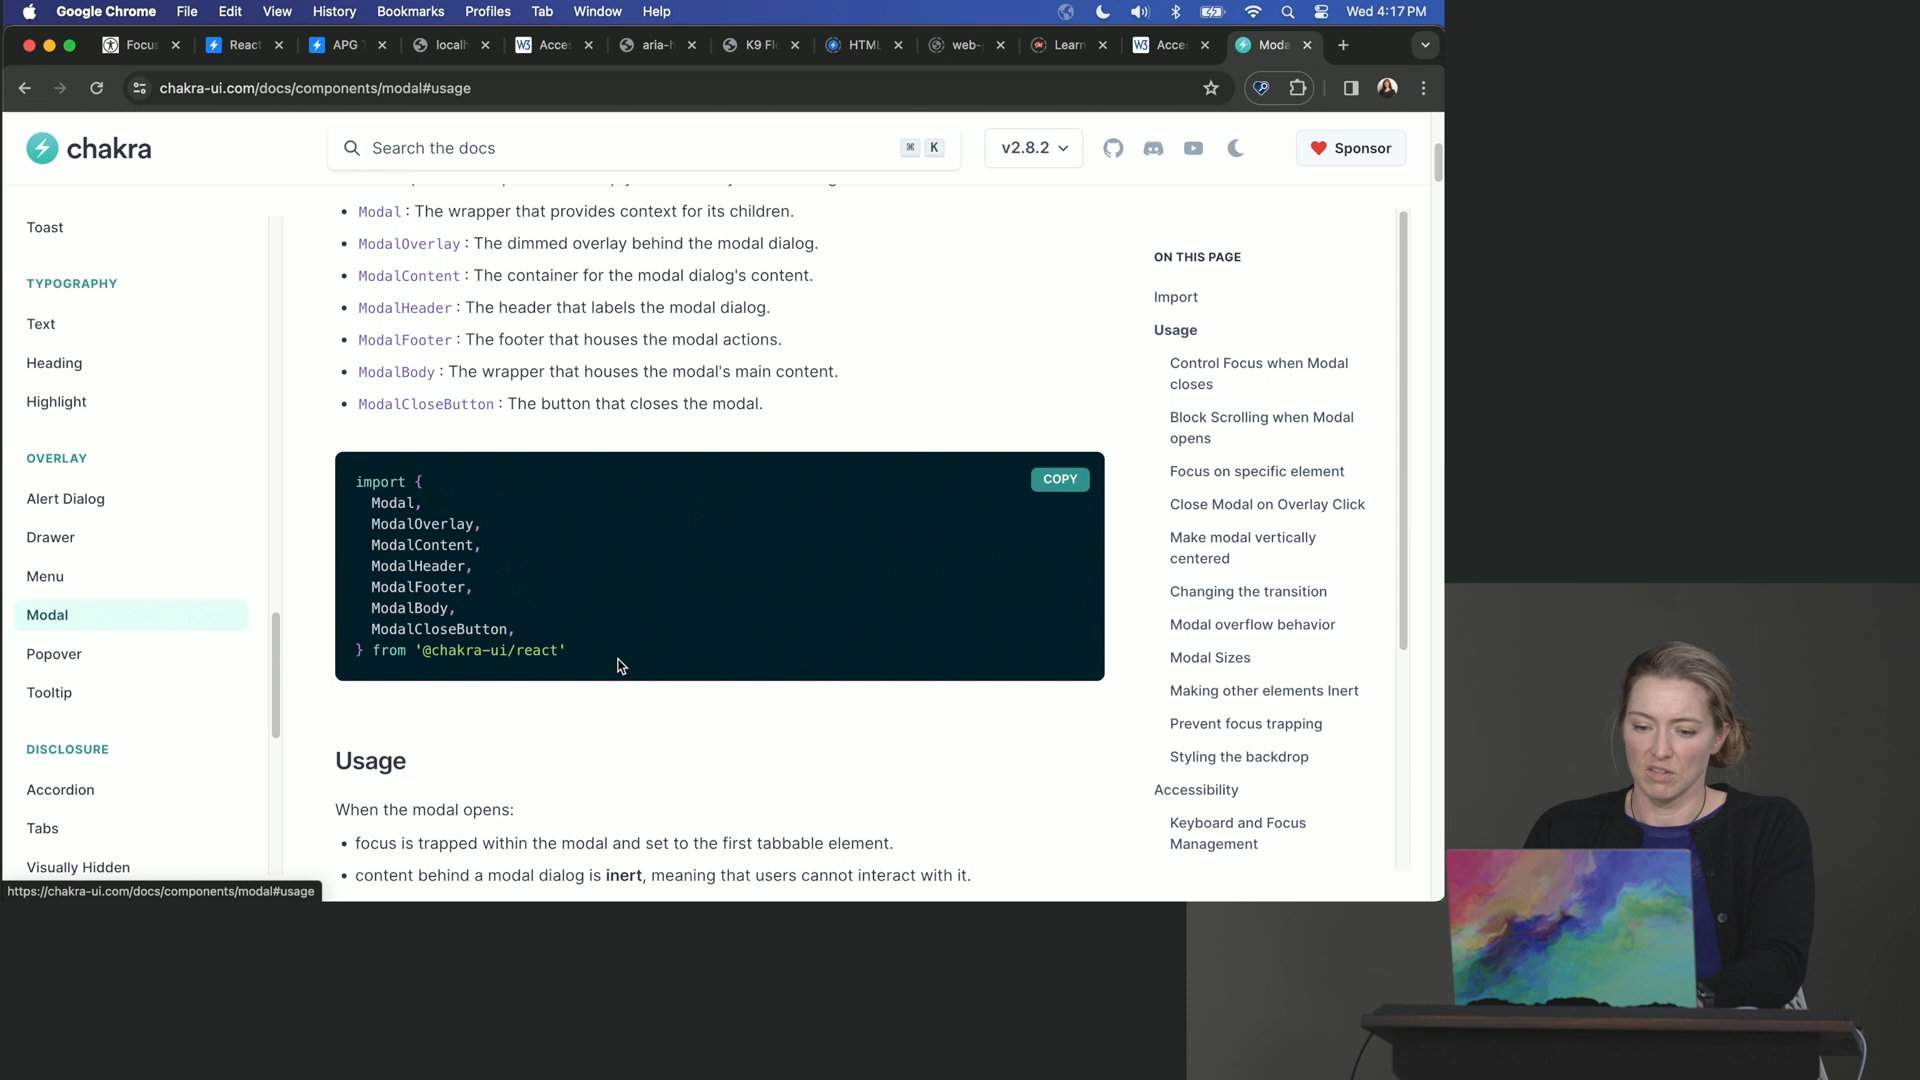 Google Chrome File Edit View History Bookmarks Profiles Tab Window Help Wed 4:17 PM
Focus React APG localh W3 Acce aria-h K9 Fl HTML web- Learn W3 Acce Moda
chakra-ui.com/docs/components/modal#usage
chakra
Search the docs
⌘ K
v2.8.2
Sponsor
Toast
TYPOGRAPHY
Text
Heading
Highlight
OVERLAY
Alert Dialog
Drawer
Menu
Modal
Popover
Tooltip
DISCLOSURE
Accordion
Tabs
Visually Hidden
https://chakra-ui.com/docs/components/modal#usage
• Modal: The wrapper that provides context for its children.
• ModalOverlay: The dimmed overlay behind the modal dialog.
• ModalContent: The container for the modal dialog's content.
• ModalHeader: The header that labels the modal dialog.
• ModalFooter: The footer that houses the modal actions.
• ModalBody: The wrapper that houses the modal's main content.
• ModalCloseButton: The button that closes the modal.
COPY
import {
Modal,
ModalOverlay,
ModalContent,
ModalHeader,
ModalFooter,
ModalBody,
ModalCloseButton,
} from '@chakra-ui/react'
Usage
When the modal opens:
• focus is trapped within the modal and set to the first tabbable element.
• content behind a modal dialog is inert, meaning that users cannot interact with it.
ON THIS PAGE
Import
Usage
Control Focus when Modal
closes
Block Scrolling when Modal
opens
Focus on specific element
Close Modal on Overlay Click
Make modal vertically
centered
Changing the transition
Modal overflow behavior
Modal Sizes
Making other elements Inert
Prevent focus trapping
Styling the backdrop
Accessibility
Keyboard and Focus
Management